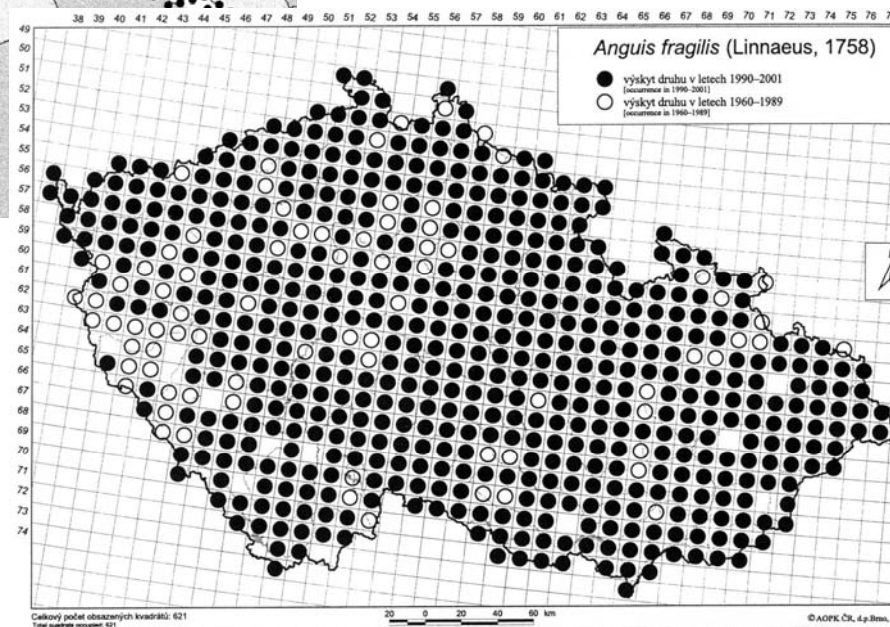 38 39 40 41 42 43 44 45 46 47 48 49 50 51 52 53 54 55 56 57 58 59 60 61 62 63 64 65 66 67 68 69 70 71 72 73 74 75 76 77
49
50
51
52
53
54
55
56
57
58
59
60
61
62
63
64
65
66
67
68
69
70
71
72
73
74
Anguis fragilis (Linnaeus, 1758)
výskyt druhu v letech 1990–2001
[occurrence in 1990–2001]
výskyt druhu v letech 1960–1989
[occurrence in 1960–1989]
Celkový počet obsazených kvadrátů: 621
Total quadrats occupied: 621
20 0 20 40 60 km
© AOPK ČR, d.p.Brno,